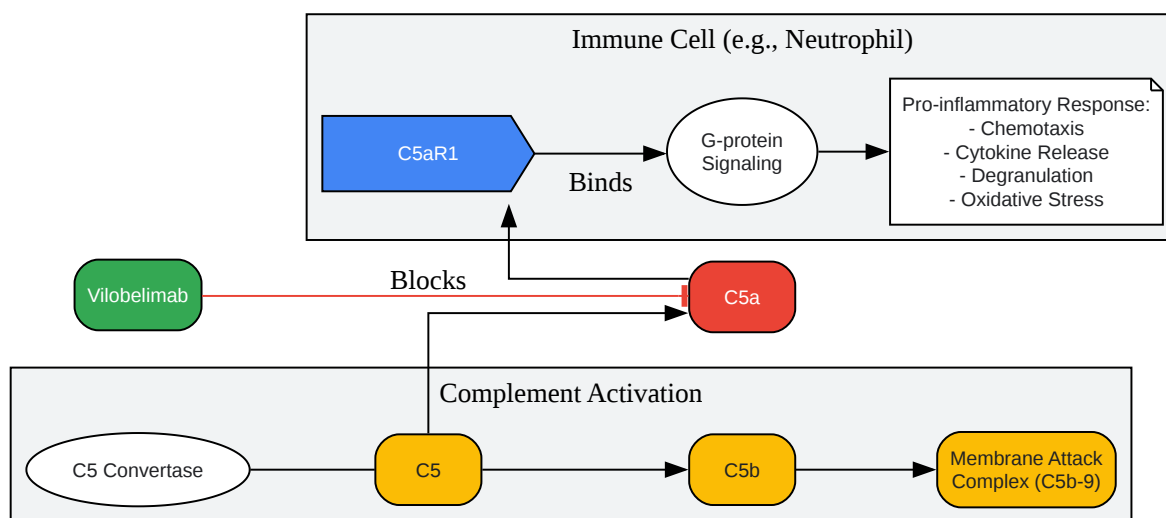 Immune Cell (e.g., Neutrophil)
C5aR1
Binds
G-protein
Signaling
Pro-inflammatory Response:
- Chemotaxis
- Cytokine Release
- Degranulation
- Oxidative Stress
Vilobelimab
Blocks
C5a
Complement Activation
C5 Convertase
C5
C5b
Membrane Attack
Complex (C5b-9)